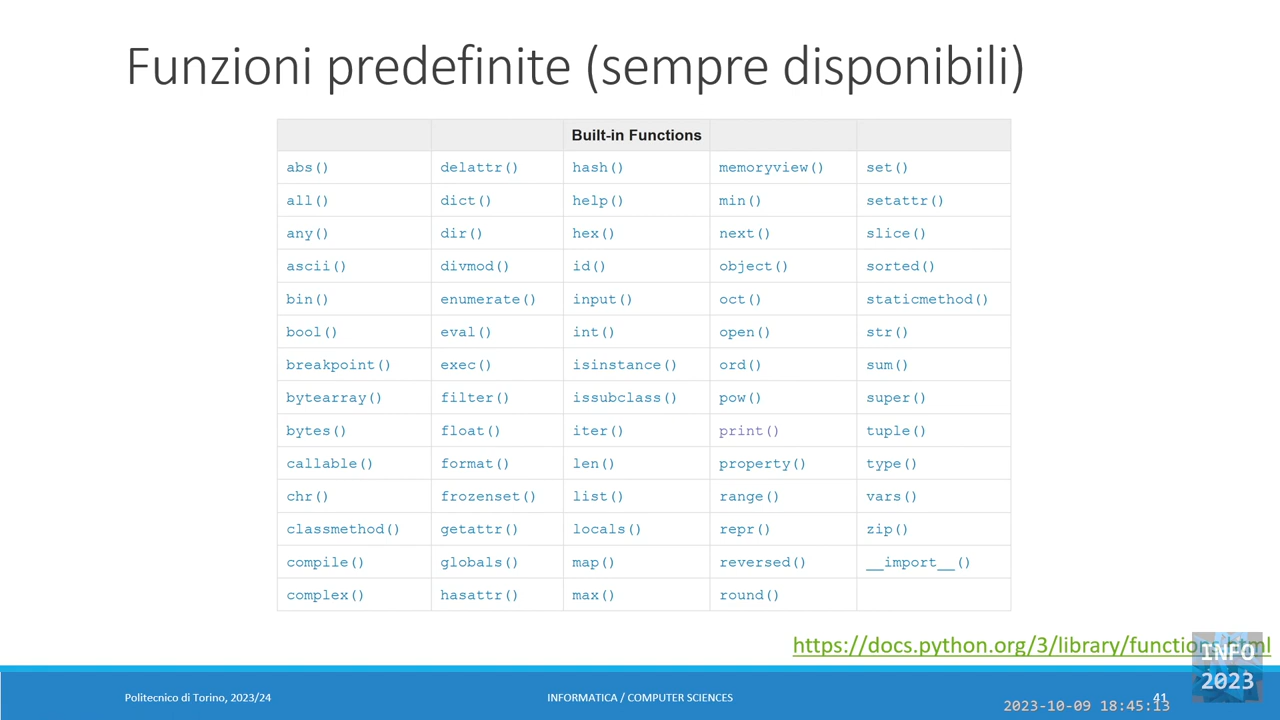 Funzioni predefinite (sempre disponibili)
Built-in Functions
abs() delattr() hash() memoryview() set()
all() dict() help() min() setattr()
any() dir() hex() next() slice()
ascii() divmod() id() object() sorted()
bin() enumerate() input() oct() staticmethod()
bool() eval() int() open() str()
breakpoint() exec() isinstance() ord() sum()
bytearray() filter() issubclass() pow() super()
bytes() float() iter() print() tuple()
callable() format() len() property() type()
chr() frozenset() list() range() vars()
classmethod() getattr() locals() repr() zip()
compile() globals() map() reversed() __import__()
complex() hasattr() max() round()
https://docs.python.org/3/library/functions.html
INFO
2023
Politecnico di Torino, 2023/24 INFORMATICA / COMPUTER SCIENCES 41
2023-10-09 18:45:13